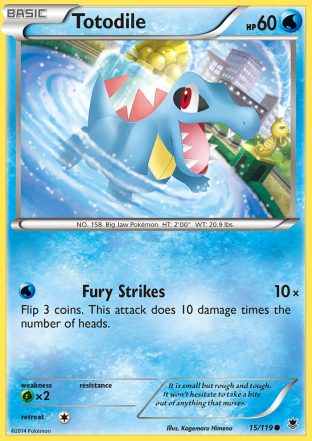 BASIC
Totodile
HP60
NO. 158 Big Jaw Pokémon HT: 2'00" WT: 20.9 lbs.
Fury Strikes 10×
Flip 3 coins. This attack does 10 damage times the
number of heads.
weakness resistance
×2
retreat
It is small but rough and tough.
It won't hesitate to take a bite
out of anything that moves.
©2014 Pokémon
Illus. Kagemaru Himeno
15/119